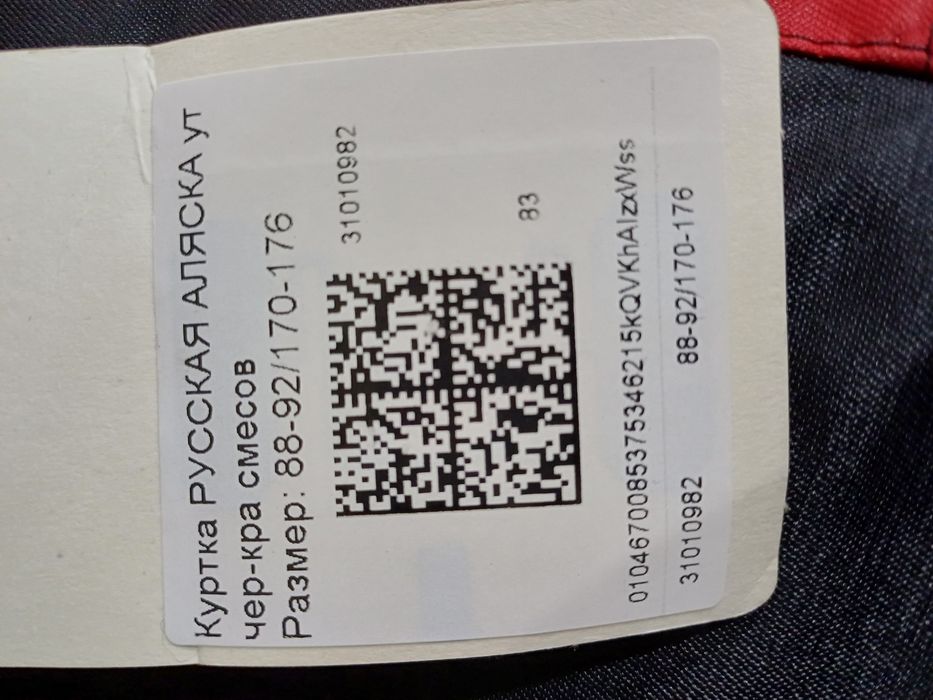 Куртка РУССКАЯ АЛЯСКА ут
чер-кра смесов
Размер: 88-92/170-176
31010982
83
0104670085375346215kQVKhAIzxWss
31010982 88-92/170-176